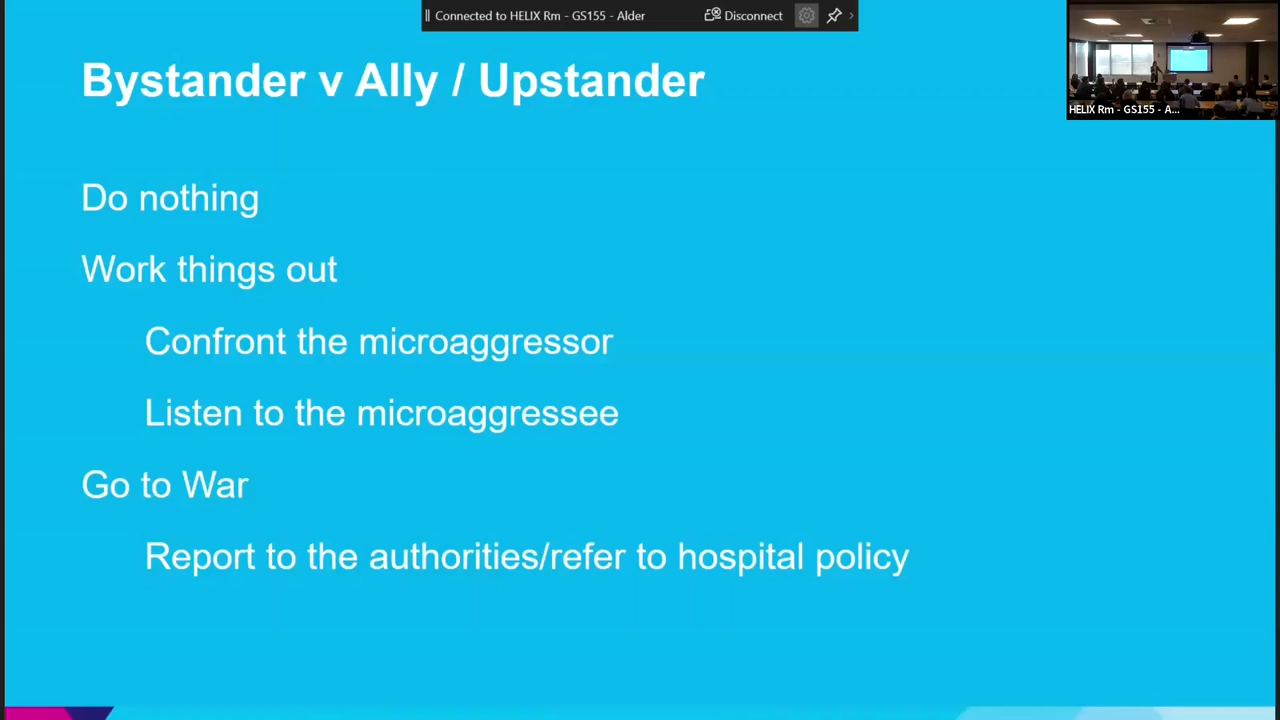 Connected to HELIX Rm - GS155 - Alder
Disconnect
HELIX Rm - GS155 - A...
Bystander v Ally / Upstander
Do nothing
Work things out
Confront the microaggressor
Listen to the microaggressee
Go to War
Report to the authorities/refer to hospital policy